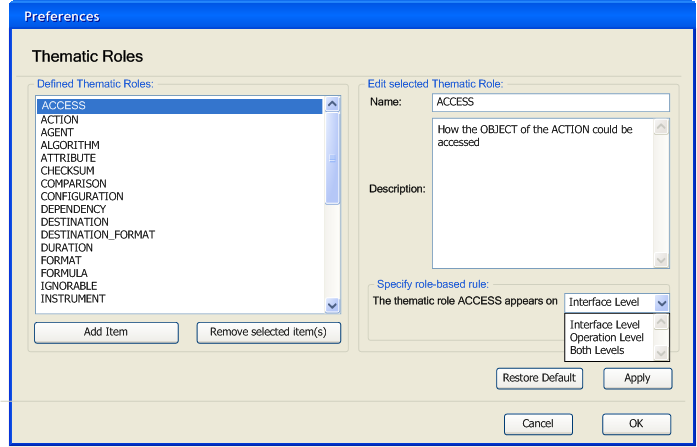 Preferences
Thematic Roles
Defined Thematic Roles:
ACCESS
ACTION
AGENT
ALGORITHM
ATTRIBUTE
CHECKSUM
COMPARISON
CONFIGURATION
DEPENDENCY
DESTINATION
DESTINATION_FORMAT
DURATION
FORMAT
FORMULA
IGNORABLE
INSTRUMENT
Add Item
Remove selected item(s)
Edit selected Thematic Role:
Name:
ACCESS
Description:
How the OBJECT of the ACTION could be
accessed
Specify role-based rule:
The thematic role ACCESS appears on
Interface Level
Interface Level
Operation Level
Both Levels
Restore Default
Apply
Cancel
OK